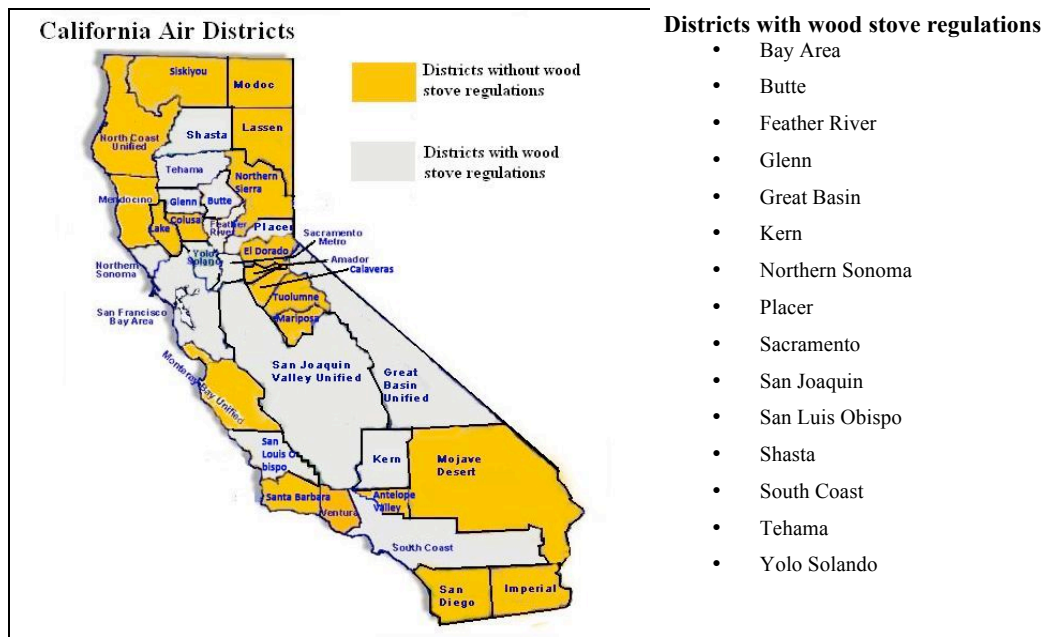 California Air Districts
Districts without wood
stove regulations
Districts with wood
stove regulations
Siskiyou
Modoc
North Coast
Unified
Shasta
Lassen
Tehama
Northern
Sierra
Mendocino
Glenn
Butte
Lake
Colusa
Feather
River
Placer
Sacramento
Metro
El Dorado
Amador
Calaveras
Yolo
Solano
Northern
Sonoma
Tuolumne
San Francisco
Bay Area
Mariposa
Monterey Bay Unified
San Joaquin
Valley Unified
Great
Basin
Unified
San
Louis O
bispo
Kern
Mojave
Desert
Santa Barbara
Ventura
Antelope
Valley
South Coast
San
Diego
Imperial
Districts with wood stove regulations
• Bay Area
• Butte
• Feather River
• Glenn
• Great Basin
• Kern
• Northern Sonoma
• Placer
• Sacramento
• San Joaquin
• San Luis Obispo
• Shasta
• South Coast
• Tehama
• Yolo Solando